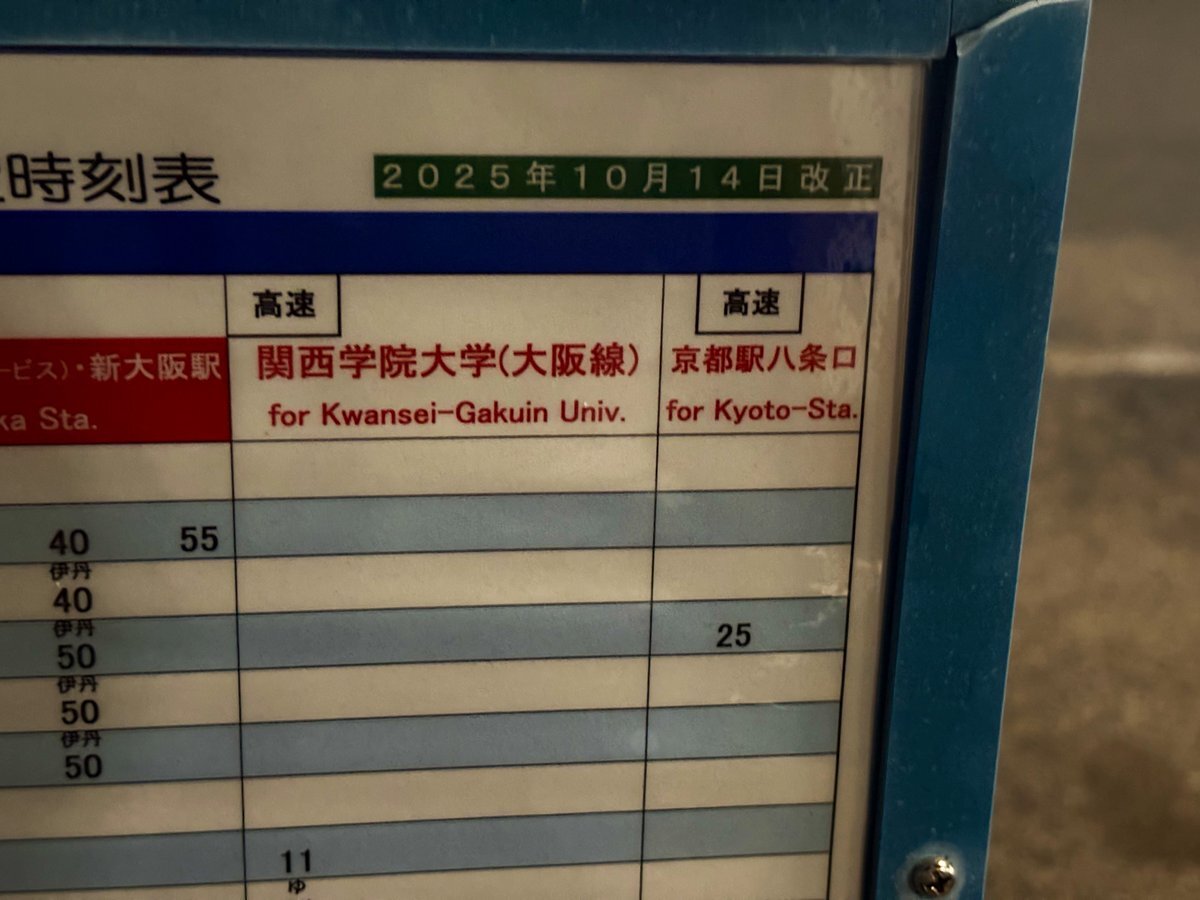 時刻表
2025年10月14日改正
高速
高速
ービス)・新大阪駅
関西学院大学(大阪線)
京都駅八条口
ka Sta.
for Kwansei-Gakuin Univ.
for Kyoto-Sta.
40 55
伊丹
40
伊丹
50 25
伊丹
50
伊丹
50
11
ゆ